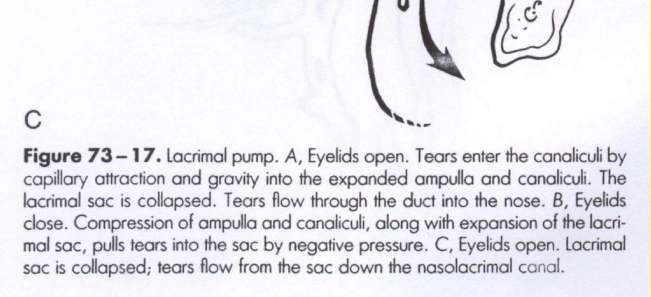 C
Figure 73–17. Lacrimal pump. A, Eyelids open. Tears enter the canaliculi by
capillary attraction and gravity into the expanded ampulla and canaliculi. The
lacrimal sac is collapsed. Tears flow through the duct into the nose. B, Eyelids
close. Compression of ampulla and canaliculi, along with expansion of the lacri-
mal sac, pulls tears into the sac by negative pressure. C, Eyelids open. Lacrimal
sac is collapsed; tears flow from the sac down the nasolacrimal canal.